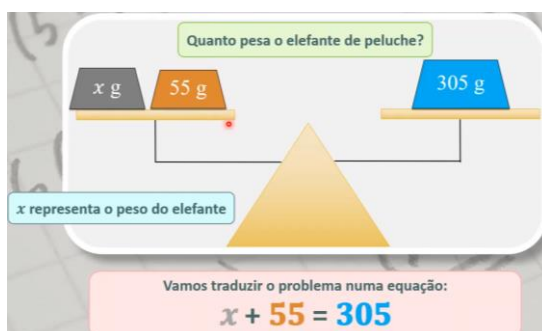 Quanto pesa o elefante de peluche?
x g
55 g
305 g
x representa o peso do elefante
Vamos traduzir o problema numa equação:
x + 55 = 305